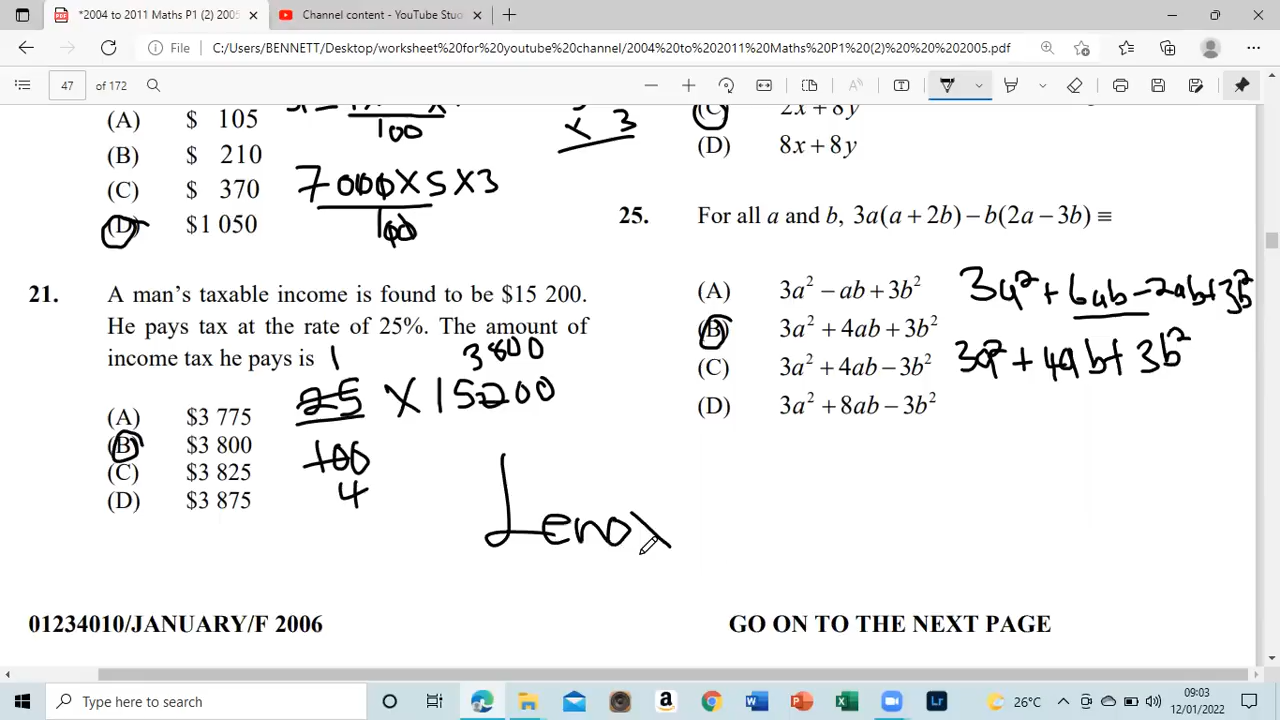 *2004 to 2011 Maths P1 (2) 2005
Channel content - YouTube Stu
File C:/Users/BENNETT/Desktop/worksheet%20for%20youtube%20channel/2004%20to%202011%20Maths%20P1%20(2)%20%20%202005.pdf
47 of 172
(A) $ 105
100
(B) $ 210
(C) $ 370
7000×5×3
100
(D) $1 050
x 3
(C) 2x + 8y
(D) 8x + 8y
21. A man's taxable income is found to be $15 200.
He pays tax at the rate of 25%. The amount of
income tax he pays is
1 3800
25 × 15200
100
4
(A) $3 775
(B) $3 800
(C) $3 825
(D) $3 875
Lenox
25. For all a and b, 3a(a + 2b) − b(2a − 3b) ≡
(A) 3a² − ab + 3b²
(B) 3a² + 4ab + 3b²
(C) 3a² + 4ab − 3b²
(D) 3a² + 8ab − 3b²
3a² + 6ab − 2ab + 3b²
3a² + 4ab + 3b²
01234010/JANUARY/F 2006
GO ON TO THE NEXT PAGE
Type here to search
26°C
09:03
12/01/2022